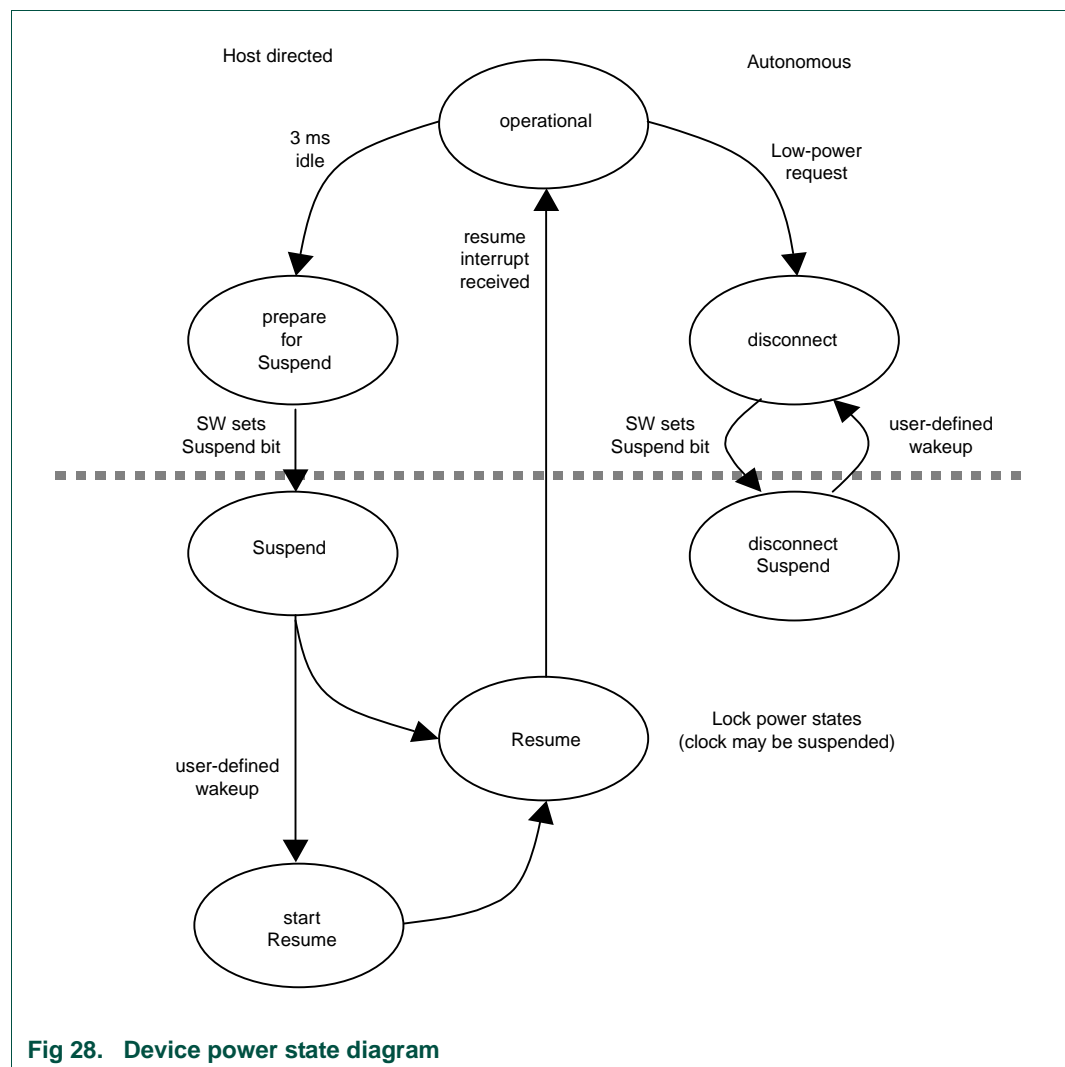 Host directed
Autonomous
operational
3 ms
idle
Low-power
request
resume
interrupt
received
prepare
for
Suspend
disconnect
SW sets
Suspend bit
SW sets
Suspend bit
user-defined
wakeup
Suspend
disconnect
Suspend
Resume
Lock power states
(clock may be suspended)
user-defined
wakeup
start
Resume
Fig 28. Device power state diagram